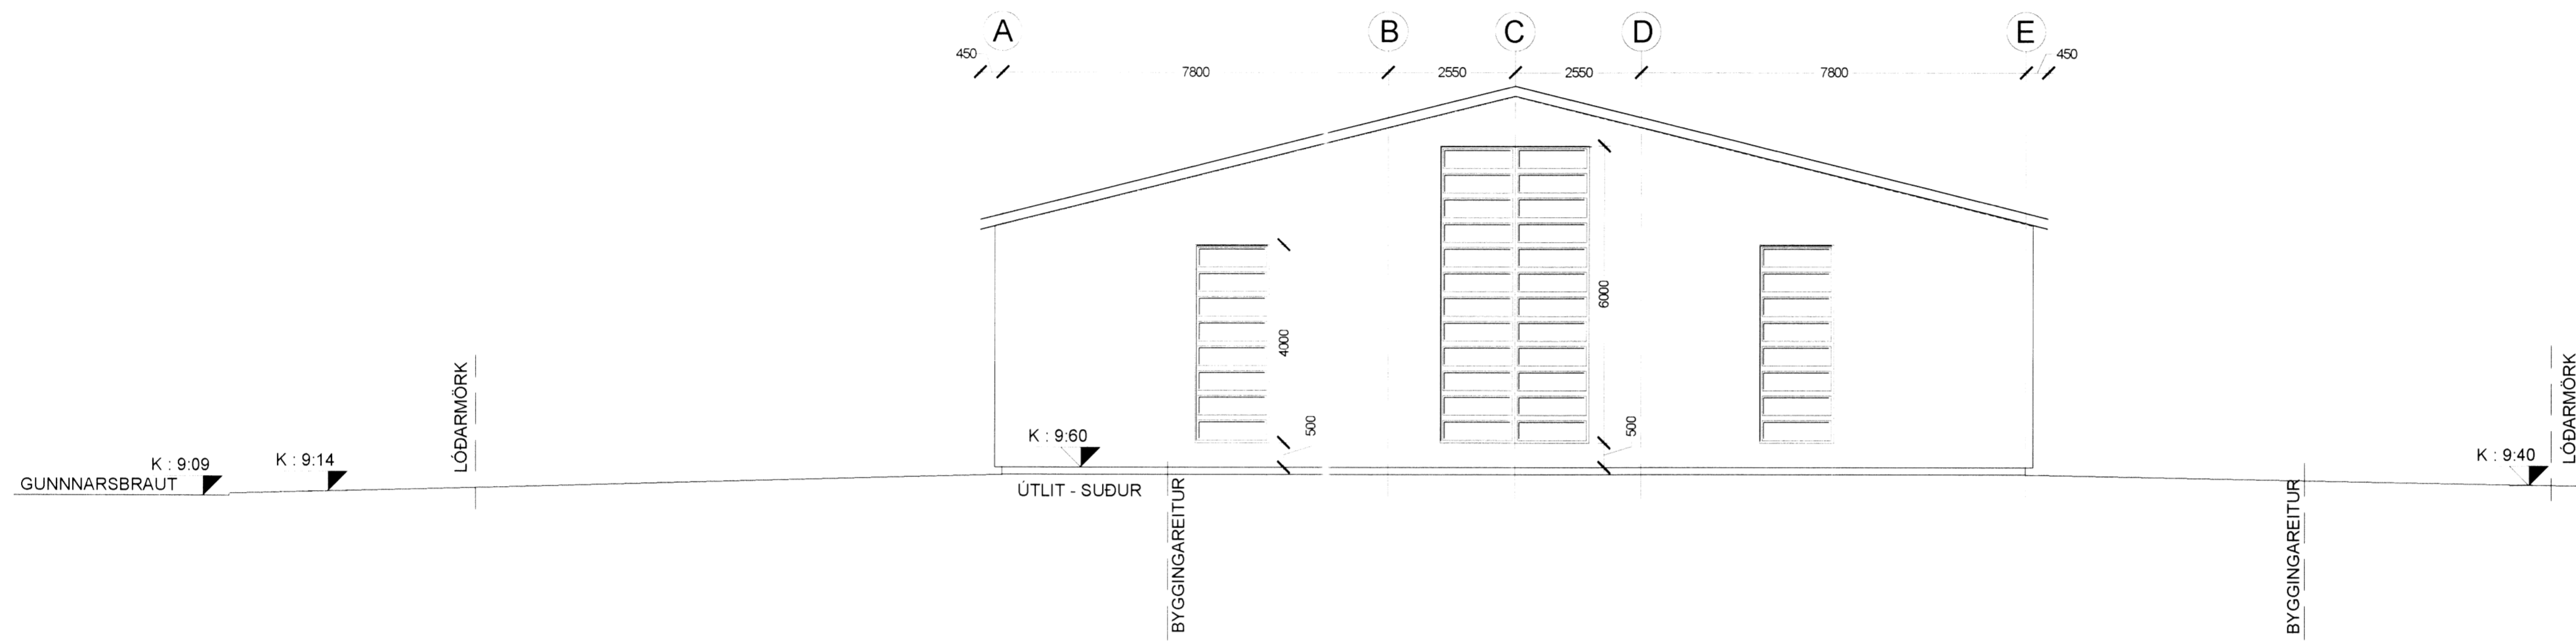 A
B
C
D
E
450
7800
2550
2550
7800
450
6000
4000
500
500
LÓÐARMÖRK
LÓÐARMÖRK
K : 9:60
K : 9:09
K : 9:14
K : 9:40
GUNNNARSBRAUT
ÚTLIT - SUÐUR
BYGGINGAREITUR
BYGGINGAREITUR